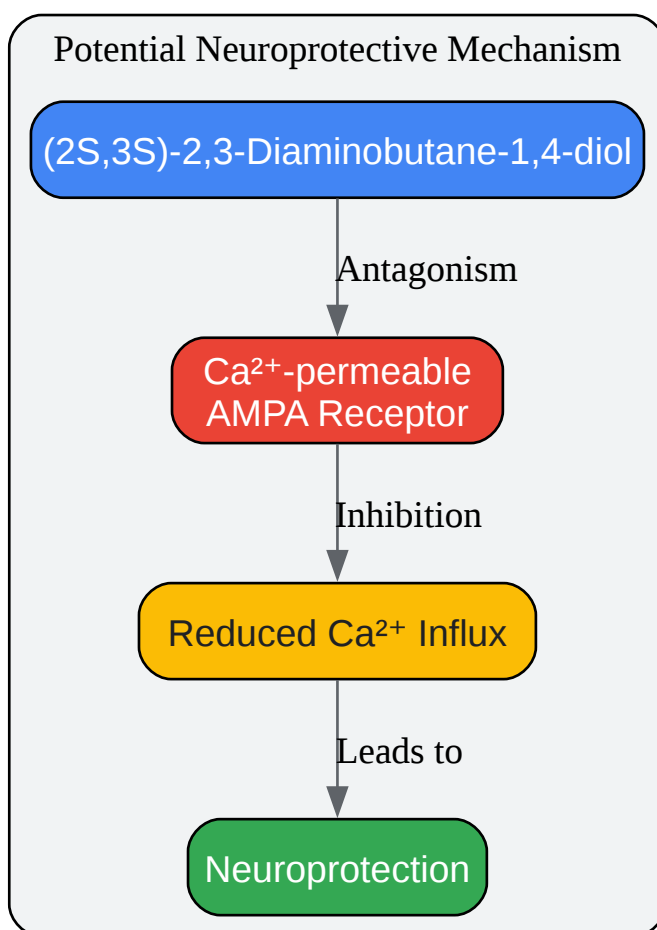 Potential Neuroprotective Mechanism
(2S,3S)-2,3-Diaminobutane-1,4-diol
Antagonism
Ca²⁺-permeable
AMPA Receptor
Inhibition
Reduced Ca²⁺ Influx
Leads to
Neuroprotection